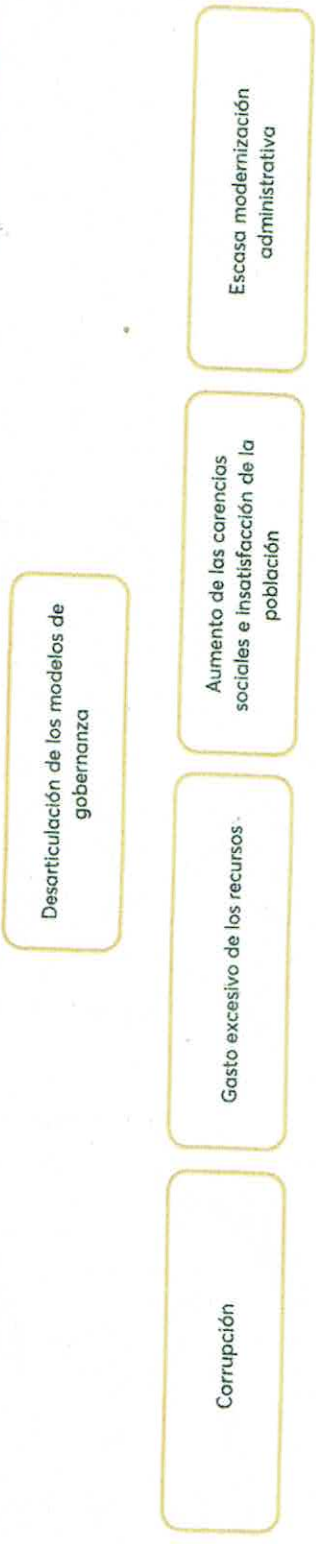 Desarticulación de los modelos de
gobernanza
Corrupción
Gasto excesivo de los recursos
Aumento de las carencias
sociales e insatisfacción de la
población
Escasa modernización
administrativa